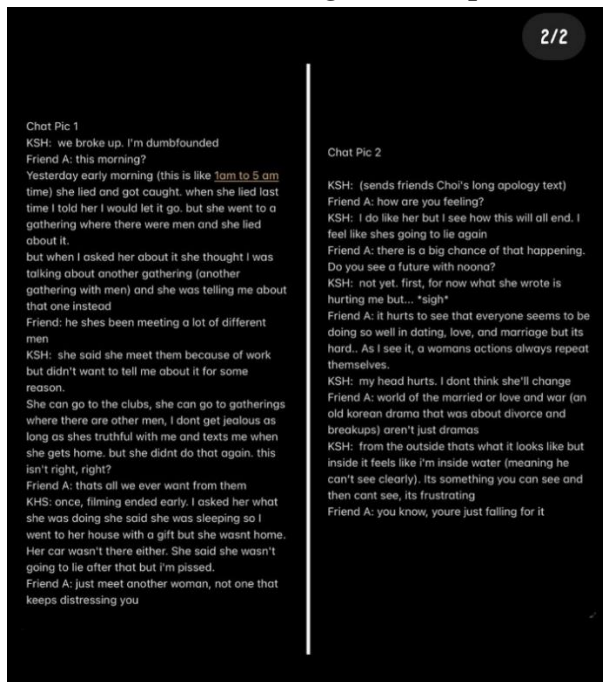 2/2
Chat Pic 1
KSH:  we broke up. I'm dumbfounded
Friend A: this morning?
Yesterday early morning (this is like 1am to 5 am
time) she lied and got caught. when she lied last
time I told her I would let it go. but she went to a
gathering where there were men and she lied
about it.
but when I asked her about it she thought I was
talking about another gathering (another
gathering with men) and she was telling me about
that one instead
Friend: he shes been meeting a lot of different
men
KSH:  she said she meet them because of work
but didn't want to tell me about it for some
reason.
She can go to the clubs, she can go to gatherings
where there are other men, I dont get jealous as
long as shes truthful with me and texts me when
she gets home. but she didnt do that again. this
isn't right, right?
Friend A: thats all we ever want from them
KHS: once, filming ended early. I asked her what
she was doing she said she was sleeping so I
went to her house with a gift but she wasnt home.
Her car wasn't there either. She said she wasn't
going to lie after that but i'm pissed.
Friend A: just meet another woman, not one that
keeps distressing you
Chat Pic 2
KSH:  (sends friends Choi's long apology text)
Friend A: how are you feeling?
KSH:  I do like her but I see how this will all end. I
feel like shes going to lie again
Friend A: there is a big chance of that happening.
Do you see a future with noona?
KSH:  not yet. first, for now what she wrote is
hurting me but... *sigh*
Friend A: it hurts to see that everyone seems to be
doing so well in dating, love, and marriage but its
hard.. As I see it, a womans actions always repeat
themselves.
KSH:  my head hurts. I dont think she'll change
Friend A: world of the married or love and war (an
old korean drama that was about divorce and
breakups) aren't just dramas
KSH:  from the outside thats what it looks like but
inside it feels like i'm inside water (meaning he
can't see clearly). Its something you can see and
then cant see, its frustrating
Friend A: you know, youre just falling for it